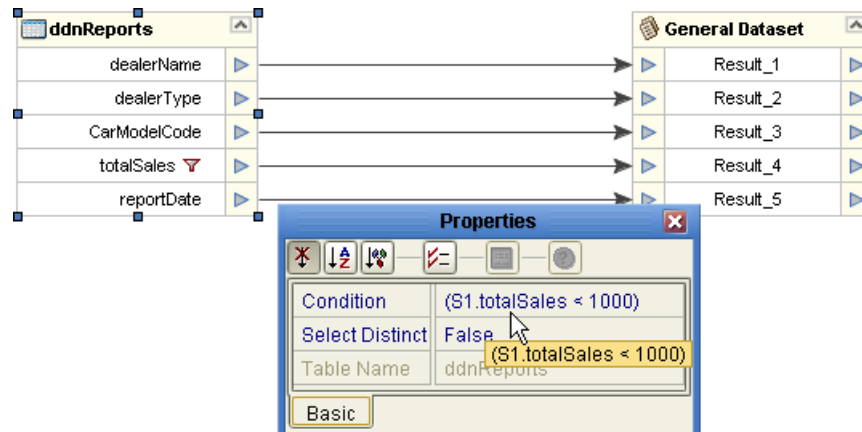 ddnReports General Dataset
dealerName Result_1
dealerType Result_2
CarModelCode Result_3
totalSales Result_4
reportDate Result_5
Properties
Condition (S1.totalSales < 1000)
Select Distinct False
(S1.totalSales < 1000)
Table Name ddnReports
Basic